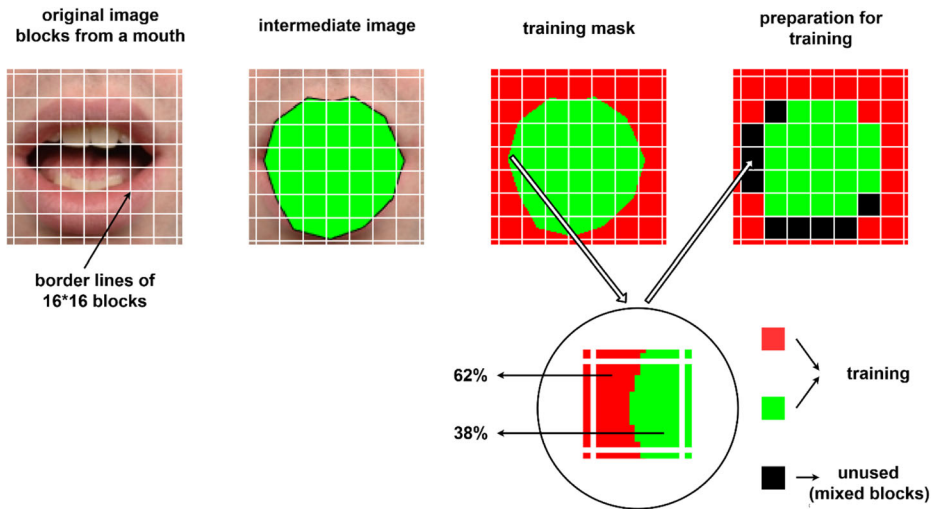 original image
blocks from a mouth
intermediate image
training mask
preparation for
training
border lines of
16*16 blocks
62%
38%
training
unused
(mixed blocks)